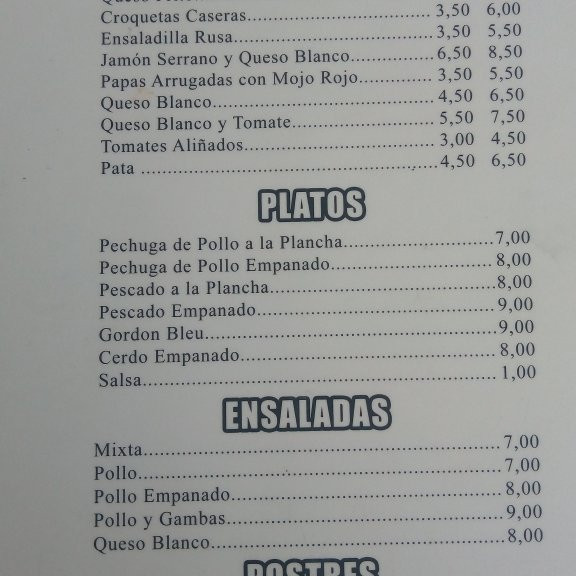 Croquetas Caseras................................ 3,50 6,00
Ensaladilla Rusa...................................3,50 5,50
Jamón Serrano y Queso Blanco...............6,50 8,50
Papas Arrugadas con Mojo Rojo............. 3,50 5,50
Queso Blanco....................................... 4,50 6,50
Queso Blanco y Tomate......................... 5,50 7,50
Tomates Aliñados.................................. 3,00 4,50
Pata .....................................................4,50 6,50
PLATOS
Pechuga de Pollo a la Plancha..........................7,00
Pechuga de Pollo Empanado............................ 8,00
Pescado a la Plancha.......................................8,00
Pescado Empanado.........................................9,00
Gordon Bleu..................................................9,00
Cerdo Empanado............................................ 8,00
Salsa............................................................. 1,00
ENSALADAS
Mixta.............................................................7,00
Pollo..............................................................7,00
Pollo Empanado.............................................. 8,00
Pollo y Gambas...............................................9,00
Queso Blanco..................................................8,00
POSTRES